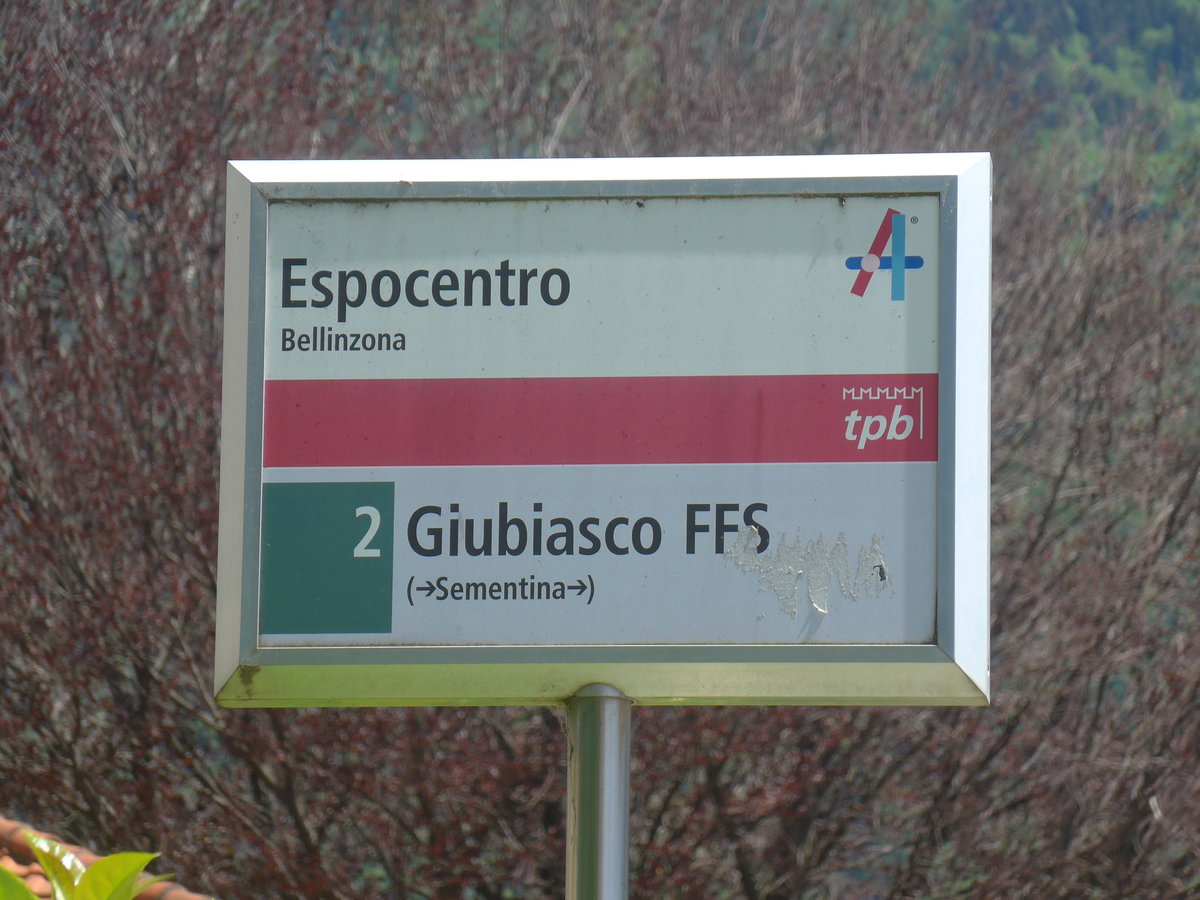 Espocentro
Bellinzona
®
tpb
2 Giubiasco FFS
(→Sementina→)